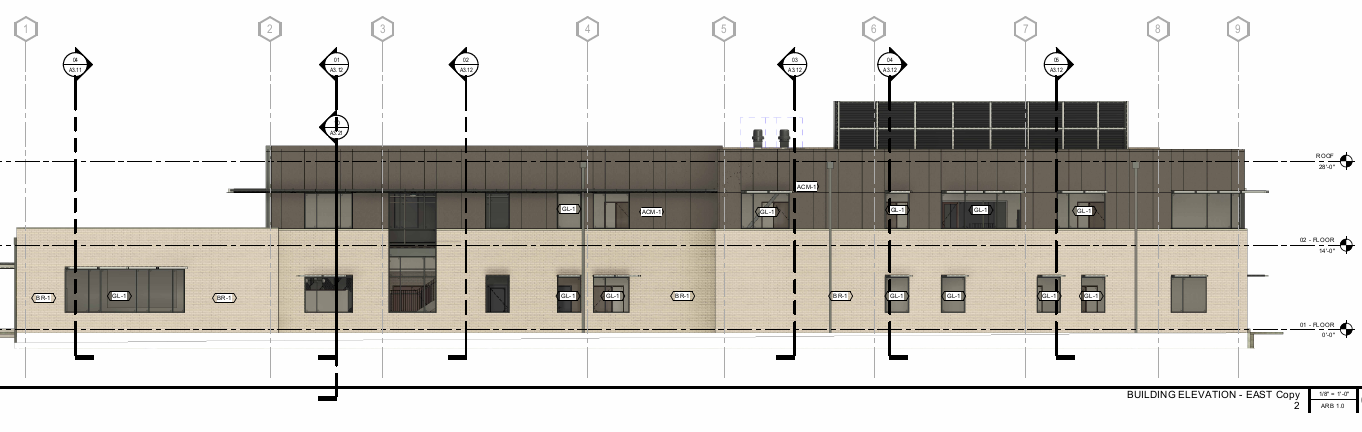 1 2 3 4 5 6 7 8 9
04 01 02 03 04 05
A3.11 A3.12 A3.12 A3.12 A3.12 A3.12
A3.21
ROOF
28'-0"
ACM-1
GL-1 ACM-1 GL-1 GL-1 GL-1 GL-1
02 - FLOOR
14'-0"
BR-1 GL-1 BR-1 GL-1 GL-1 BR-1 BR-1 GL-1 GL-1 GL-1 GL-1
01 - FLOOR
0'-0"
BUILDING ELEVATION - EAST Copy
2
1/8" = 1'-0"
ARB 1.0